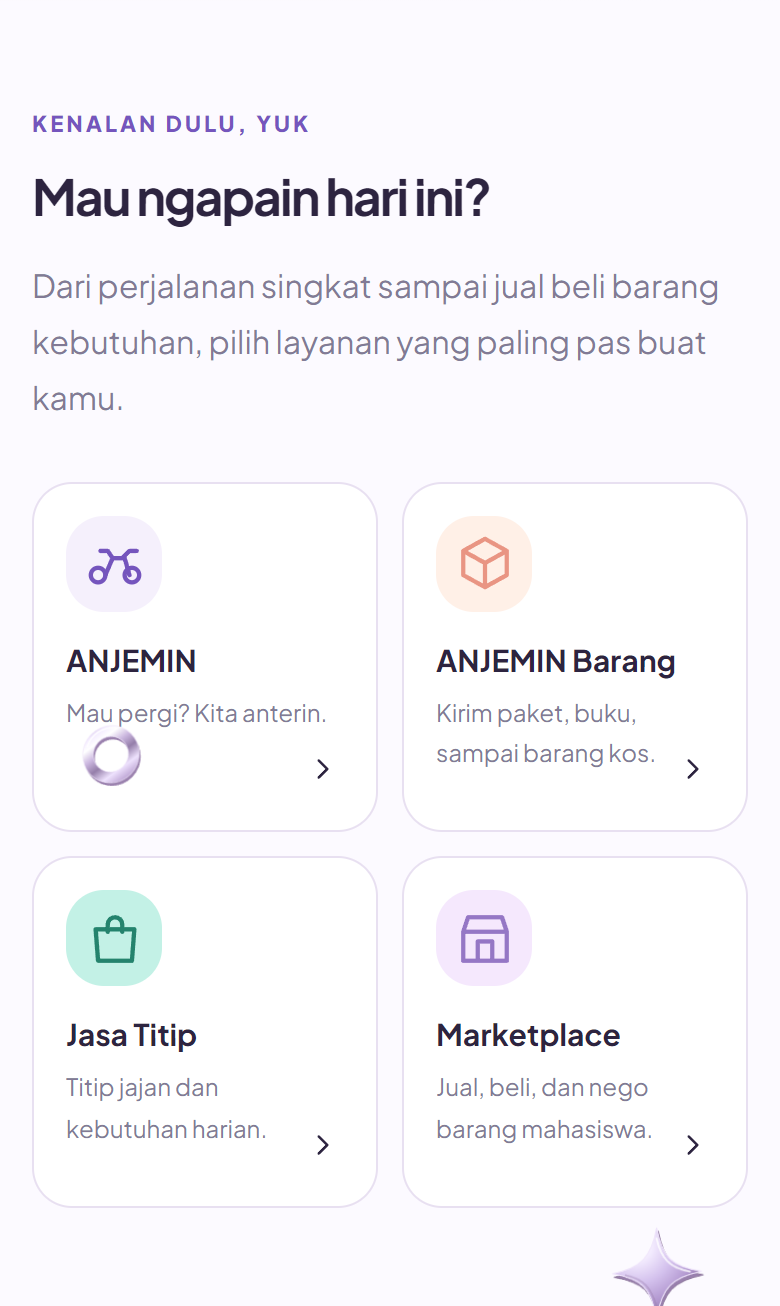 KENALAN DULU, YUK
Mau ngapain hari ini?
Dari perjalanan singkat sampai jual beli barang
kebutuhan, pilih layanan yang paling pas buat
kamu.
ANJEMIN
Mau pergi? Kita anterin.
ANJEMIN Barang
Kirim paket, buku,
sampai barang kos.
Jasa Titip
Titip jajan dan
kebutuhan harian.
Marketplace
Jual, beli, dan nego
barang mahasiswa.